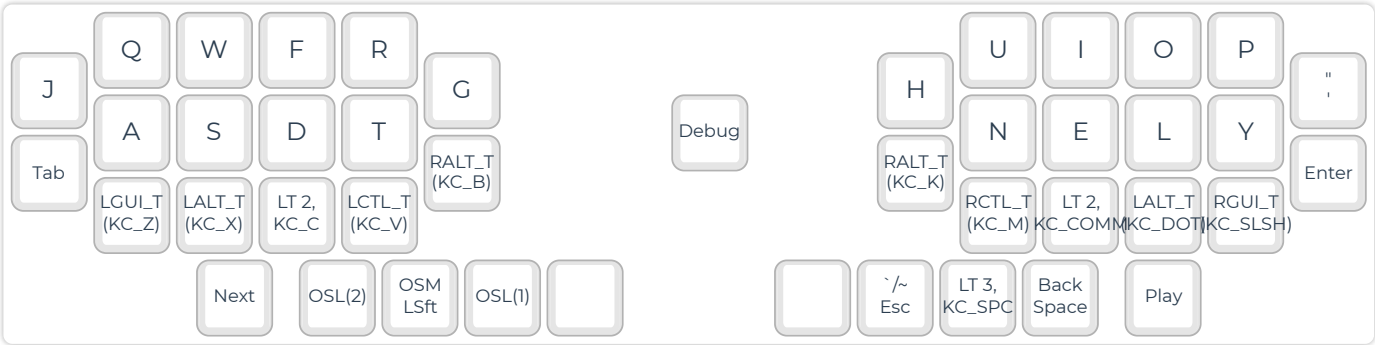 Q W F R
U I O P
J
G
H
"
'
A S D T
Debug
N E L Y
Tab
RALT_T
(KC_B)
RALT_T
(KC_K)
Enter
LGUI_T
(KC_Z)
LALT_T
(KC_X)
LT 2,
KC_C
LCTL_T
(KC_V)
RCTL_T
(KC_M)
LT 2,
KC_COMM
LALT_T
(KC_DOT)
RGUI_T
(KC_SLSH)
Next
OSL(2)
OSM
LSft
OSL(1)
`/~
Esc
LT 3,
KC_SPC
Back
Space
Play